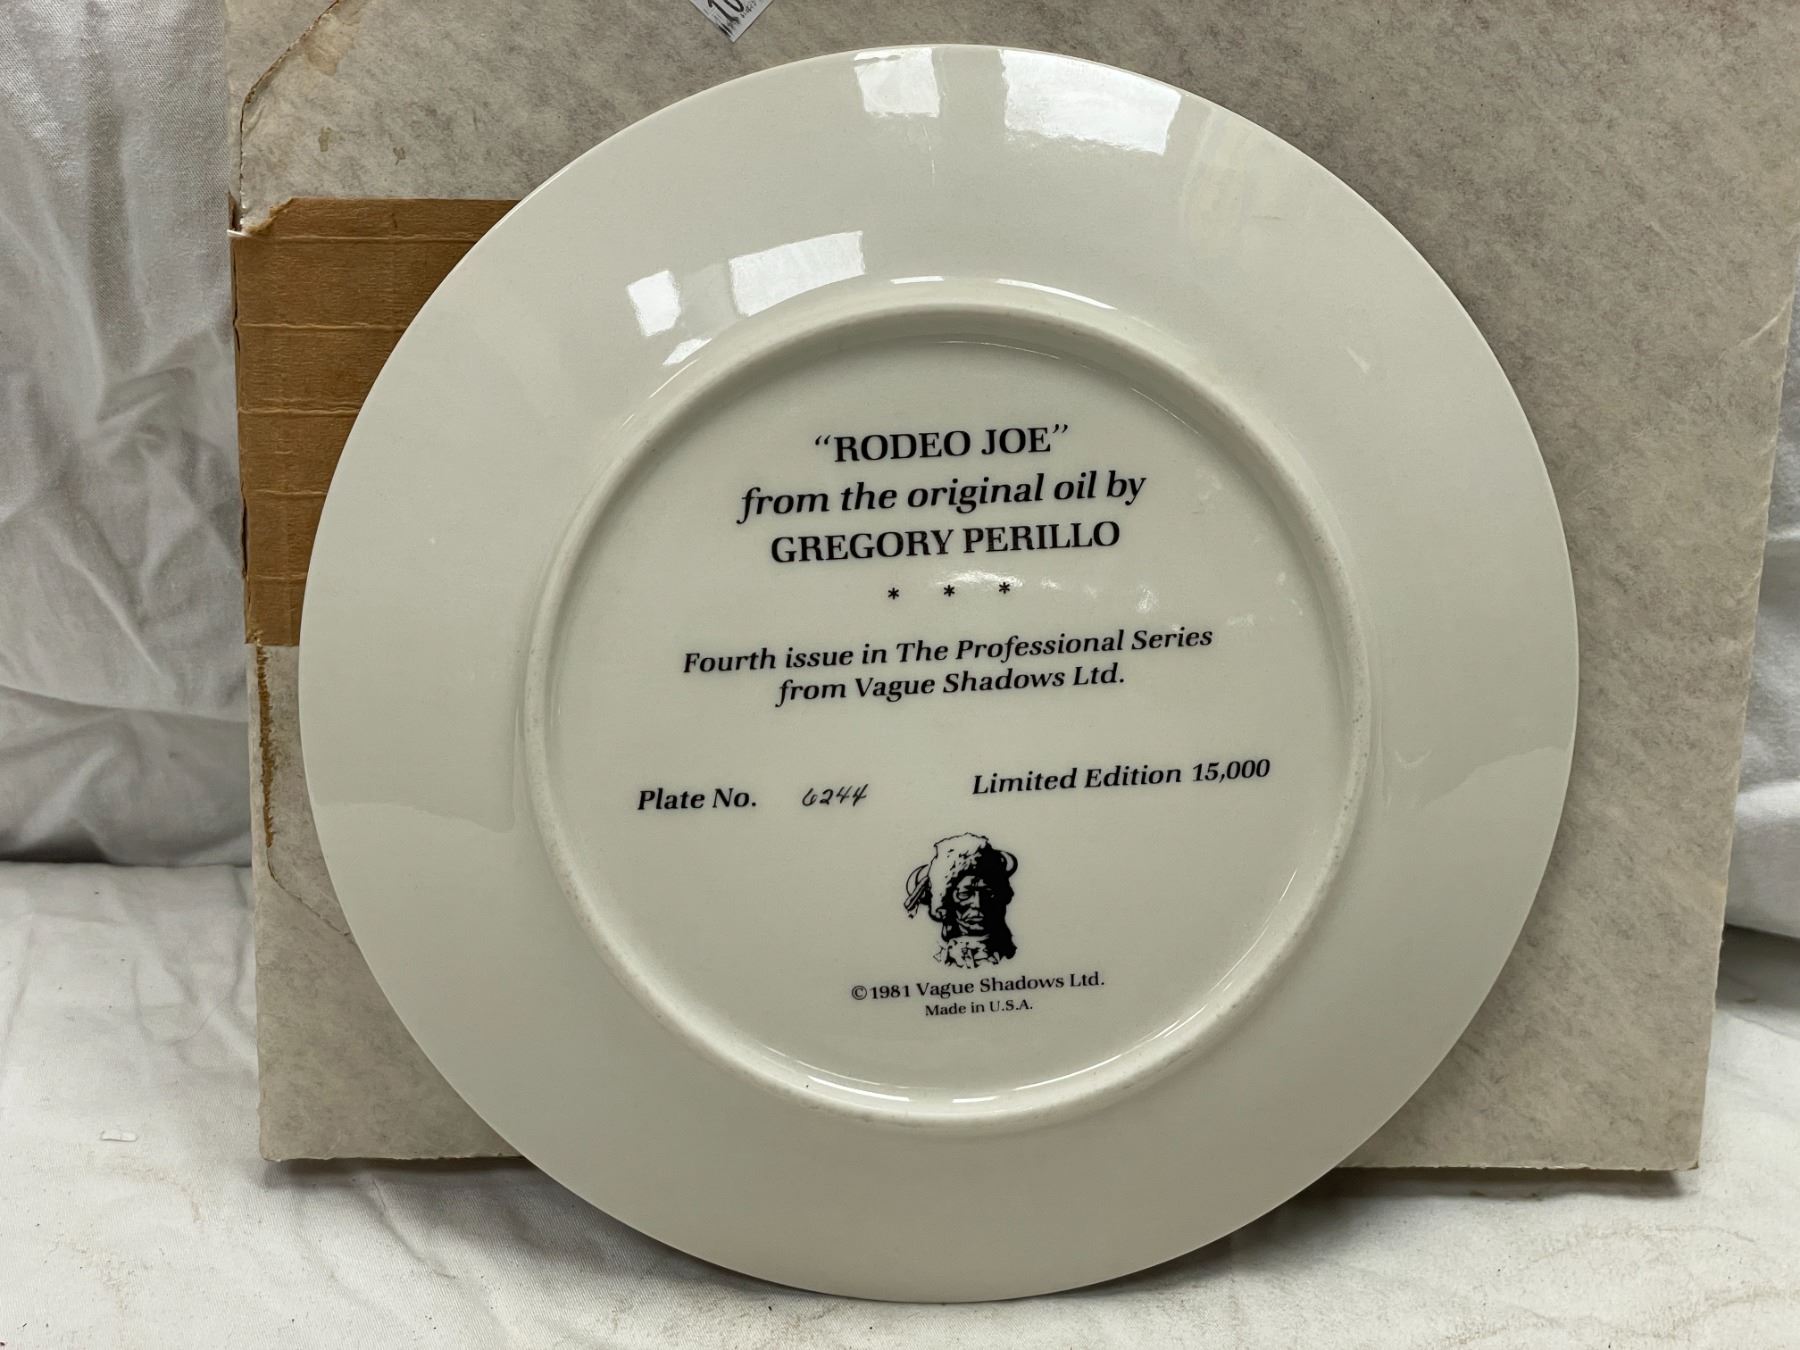 “RODEO JOE”
from the original oil by
GREGORY PERILLO
* * *
Fourth issue in The Professional Series
from Vague Shadows Ltd.
Plate No. 6244 Limited Edition 15,000
©1981 Vague Shadows Ltd.
Made in U.S.A.